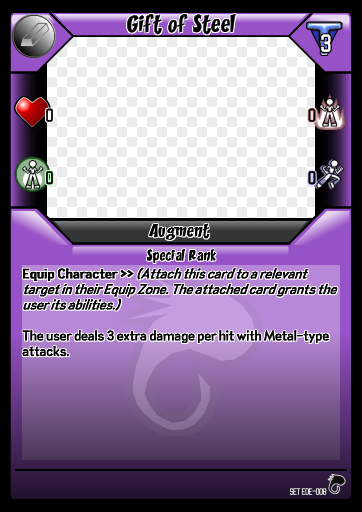 Gift of Steel
3
0
0
0
0
Augment
Special Rank
Equip Character >> (Attach this card to a relevant
target in their Equip Zone. The attached card grants the
user its abilities.)
The user deals 3 extra damage per hit with Metal-type
attacks.
SET EDE-008